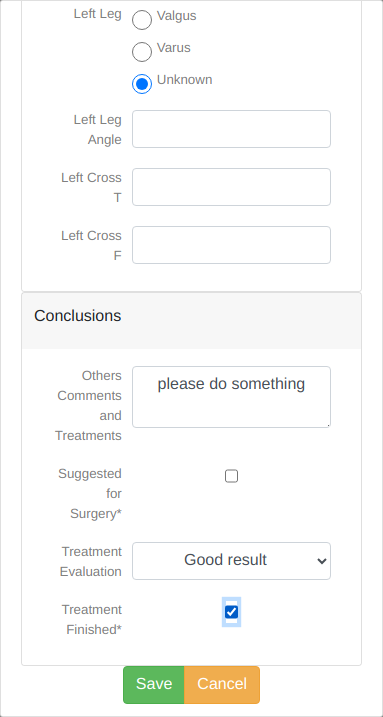 Left Leg
Valgus
Varus
Unknown
Left Leg
Angle
Left Cross
T
Left Cross
F
Conclusions
Others
Comments
and
Treatments
please do something
Suggested
for
Surgery*
Treatment
Evaluation
Good result
Treatment
Finished*
Save
Cancel